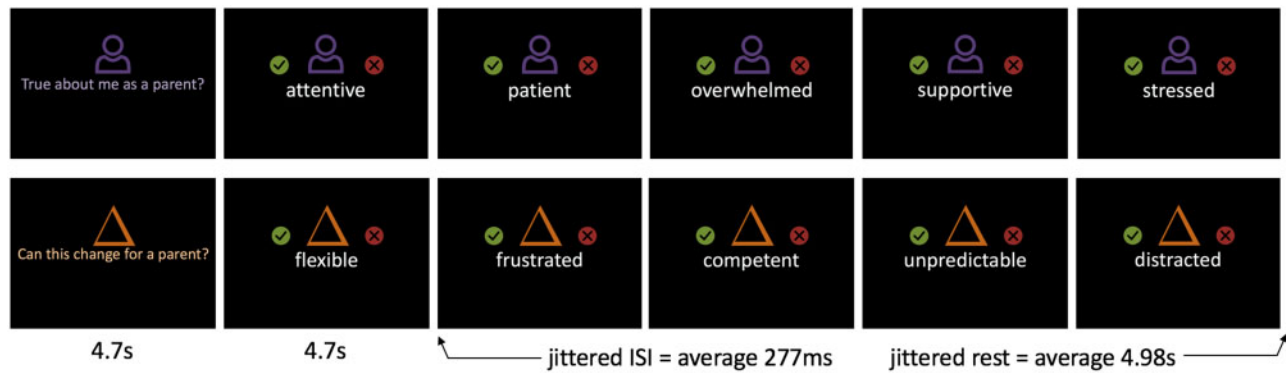 True about me as a parent?
attentive
patient
overwhelmed
supportive
stressed
Can this change for a parent?
flexible
frustrated
competent
unpredictable
distracted
4.7s
4.7s
jittered ISI = average 277ms
jittered rest = average 4.98s